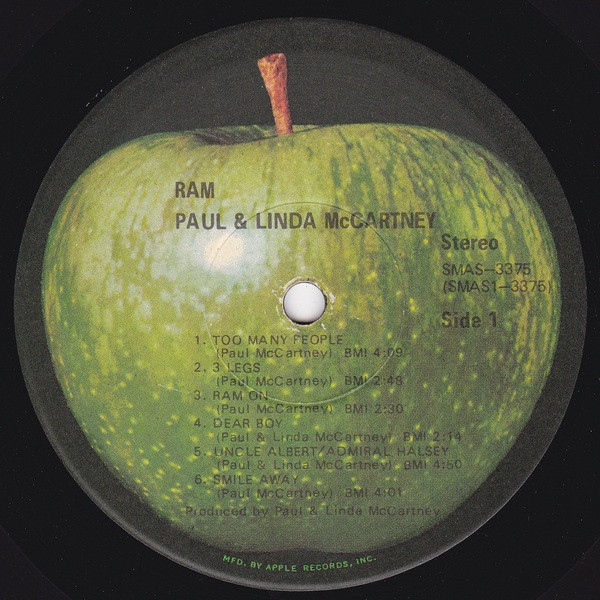 RAM
PAUL & LINDA McCARTNEY
Stereo
SMAS-3375
(SMAS1-3375)
Side 1
1. TOO MANY PEOPLE
(Paul McCartney) BMI 4:09
2. 3 LEGS
(Paul McCartney) BMI 2:48
3. RAM ON
(Paul McCartney) BMI 2:30
4. DEAR BOY
(Paul & Linda McCartney) BMI 2:14
5. UNCLE ALBERT/ADMIRAL HALSEY
(Paul & Linda McCartney) BMI 4:50
6. SMILE AWAY
(Paul McCartney) BMI 4:01
Produced by Paul & Linda McCartney
MFD. BY APPLE RECORDS, INC.